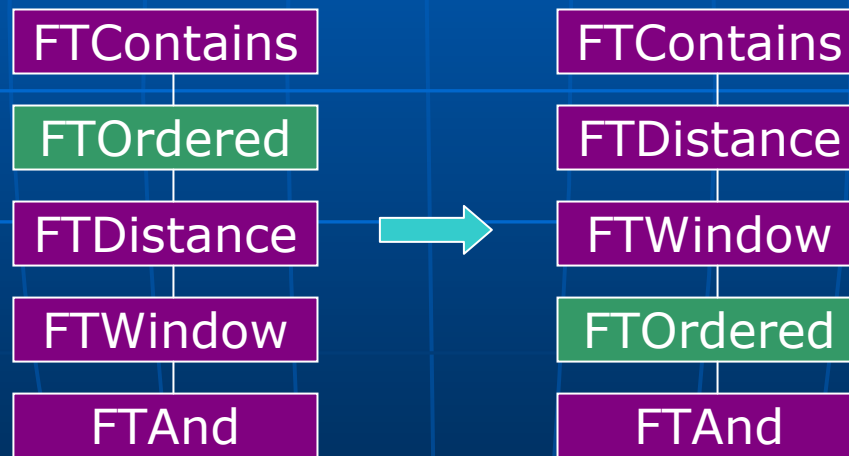 FTContains
FTOrdered
FTDistance
FTWindow
FTAnd
FTContains
FTDistance
FTWindow
FTOrdered
FTAnd